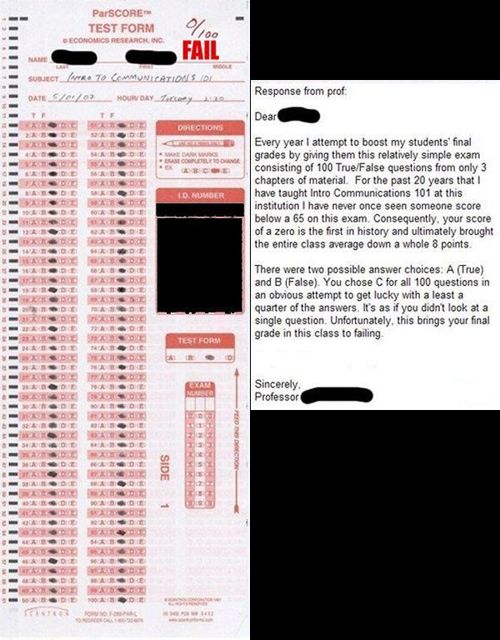 ParSCORE™
TEST FORM
© ECONOMICS RESEARCH, INC.
0/100
FAIL
NAME
LAST
FIRST
MIDDLE
SUBJECT INTRO TO COMMUNICATIONS 101
DATE 5/01/07 HOUR/DAY Tuesday 2:30
T F
T F
DIRECTIONS
MAKE DARK MARKS
ERASE COMPLETELY TO CHANGE
EX.
I.D. NUMBER
TEST FORM
A B D
EXAM
NUMBER
FEED THIS DIRECTION
SIDE 1
SCANTRON
Response from prof:
Dear
Every year I attempt to boost my students' final
grades by giving them this relatively simple exam
consisting of 100 True/False questions from only 3
chapters of material. For the past 20 years that I
have taught Intro Communications 101 at this
institution I have never once seen someone score
below a 65 on this exam. Consequently, your score
of a zero is the first in history and ultimately brought
the entire class average down a whole 8 points.
There were two possible answer choices: A (True)
and B (False). You chose C for all 100 questions in
an obvious attempt to get lucky with a least a
quarter of the answers. It's as if you didn't look at a
single question. Unfortunately, this brings your final
grade in this class to failing.
Sincerely,
Professor